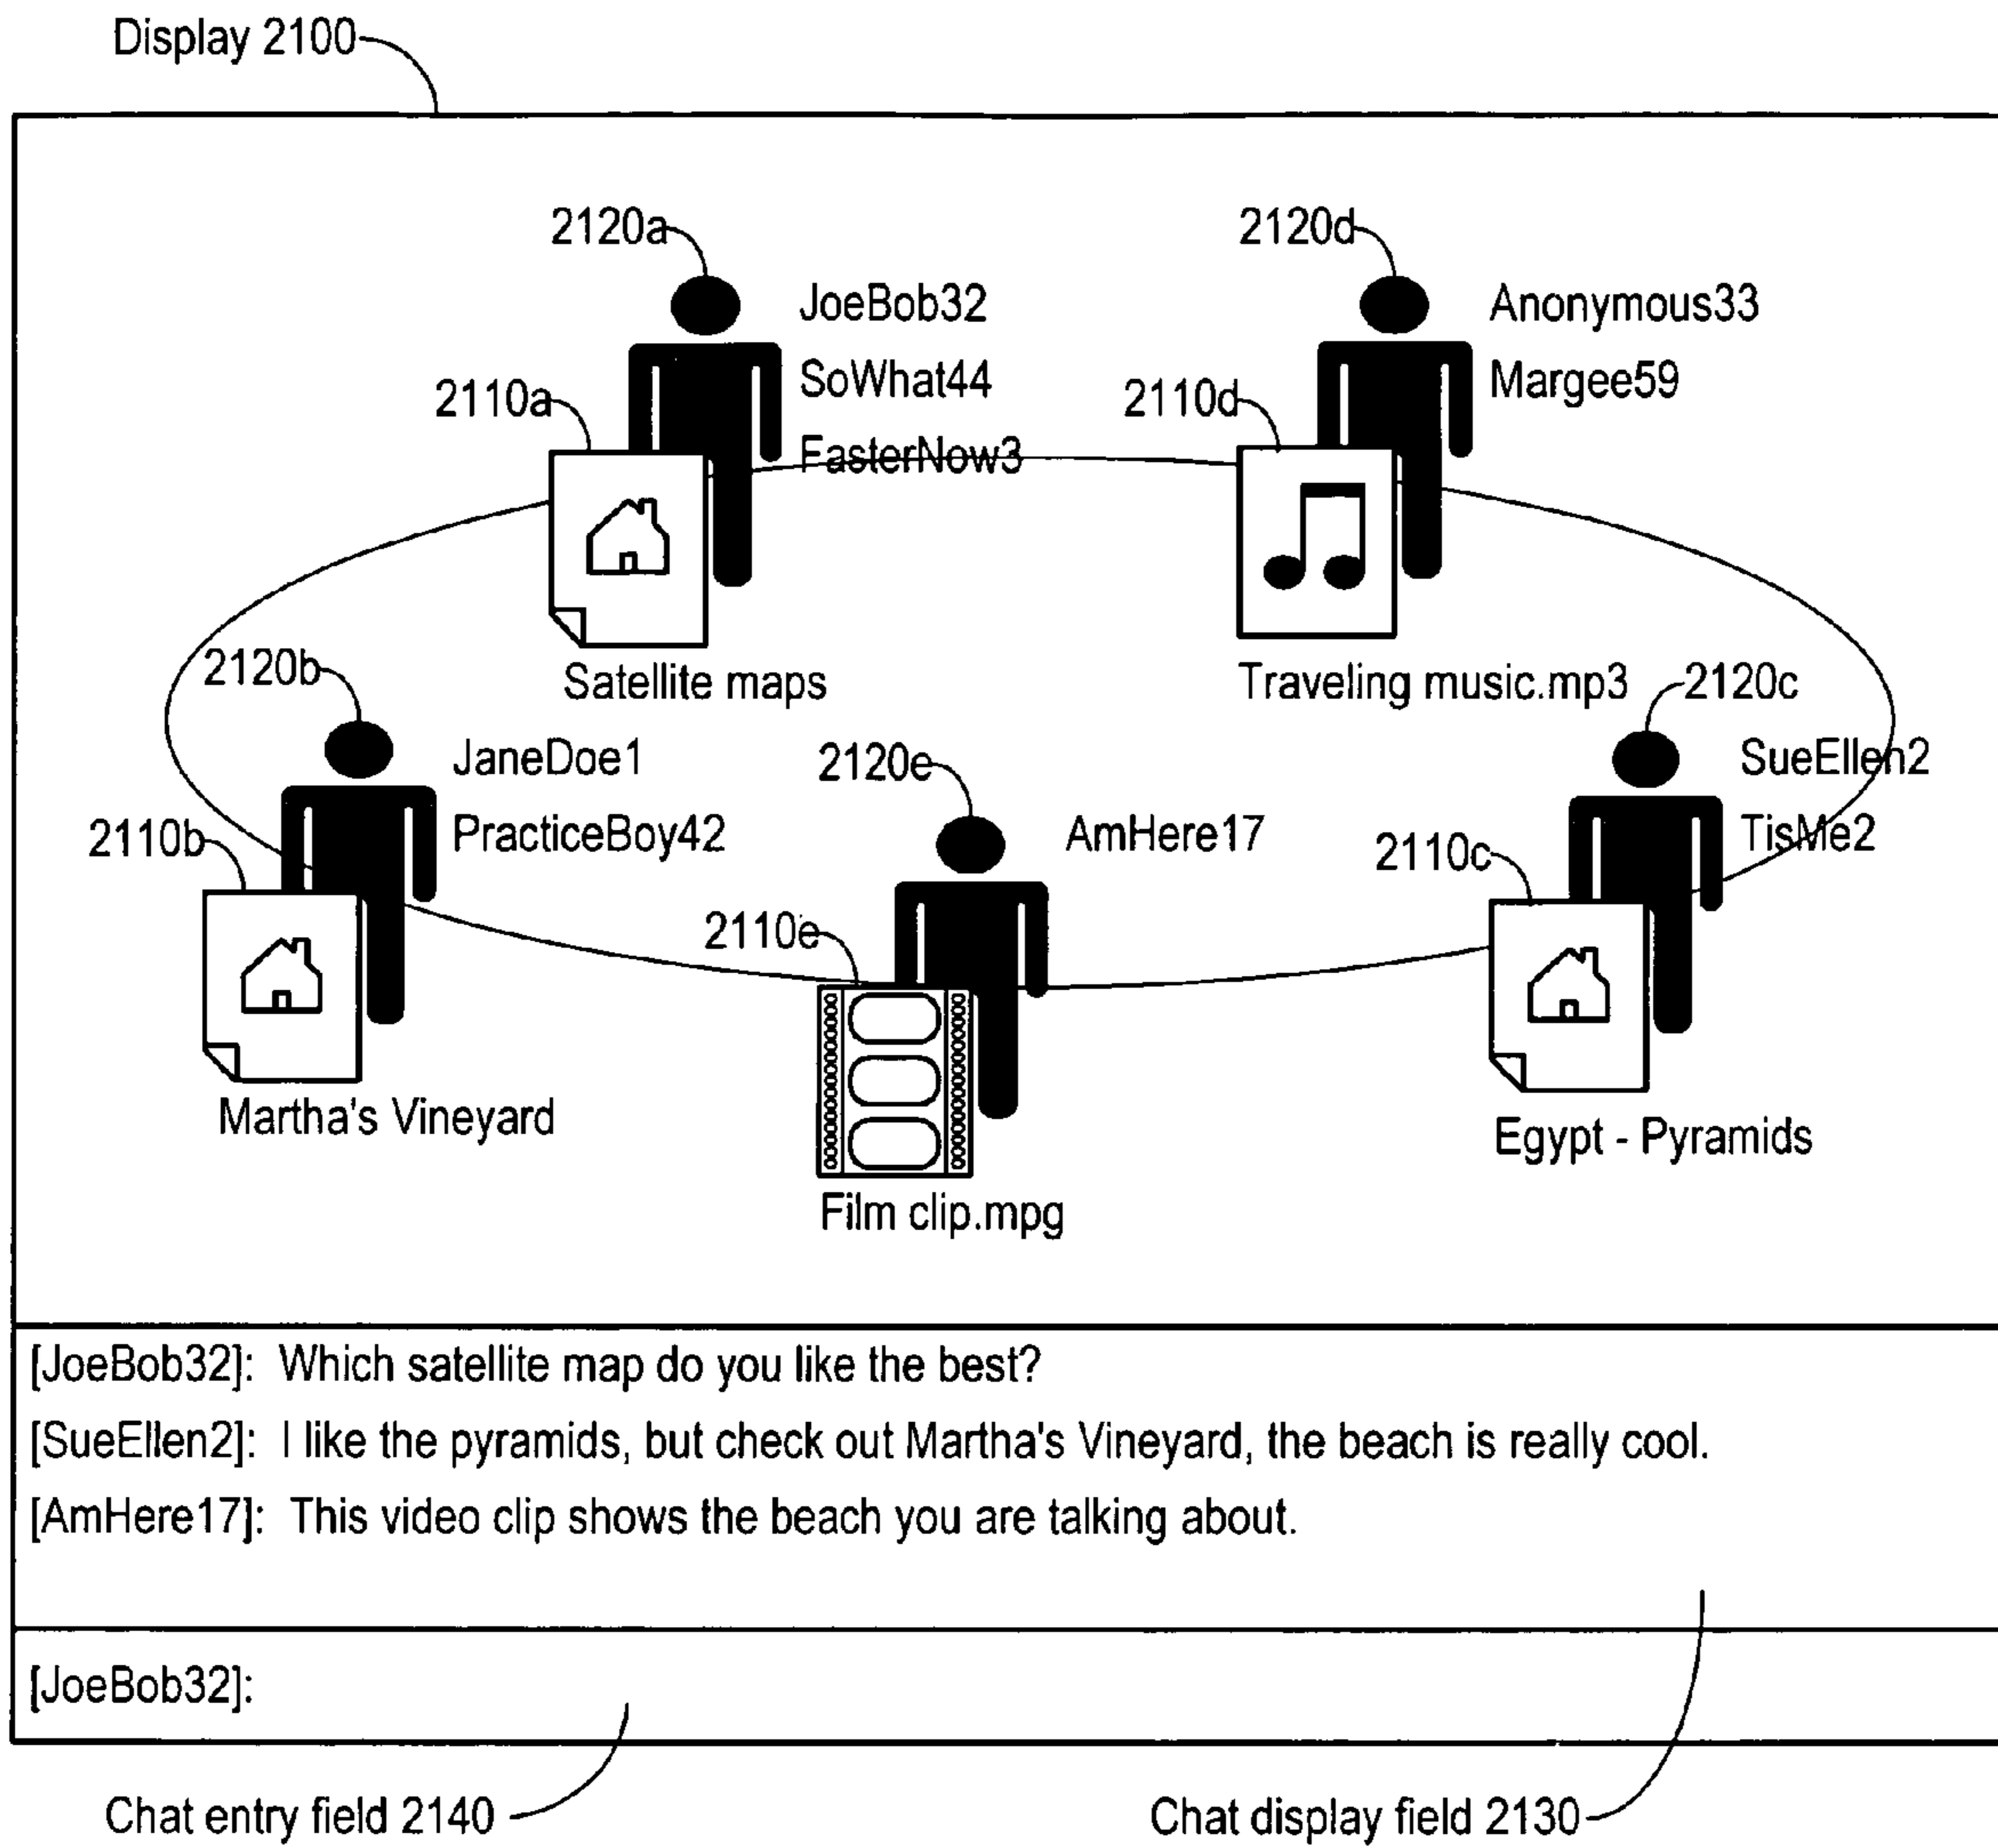 Display 2100
2120a
2120d
JoeBob32
Anonymous33
SoWhat44
Margee59
2110a
2110d
EasterNow3
2120b
Satellite maps
Traveling music.mp3
2120c
JaneDoe1
2120e
SueEllen2
PracticeBoy42
AmHere17
TisMe2
2110b
2110c
2110e
Martha's Vineyard
Egypt - Pyramids
Film clip.mpg
[JoeBob32]: Which satellite map do you like the best?
[SueEllen2]: I like the pyramids, but check out Martha's Vineyard, the beach is really cool.
[AmHere17]: This video clip shows the beach you are talking about.
[JoeBob32]:
Chat entry field 2140
Chat display field 2130